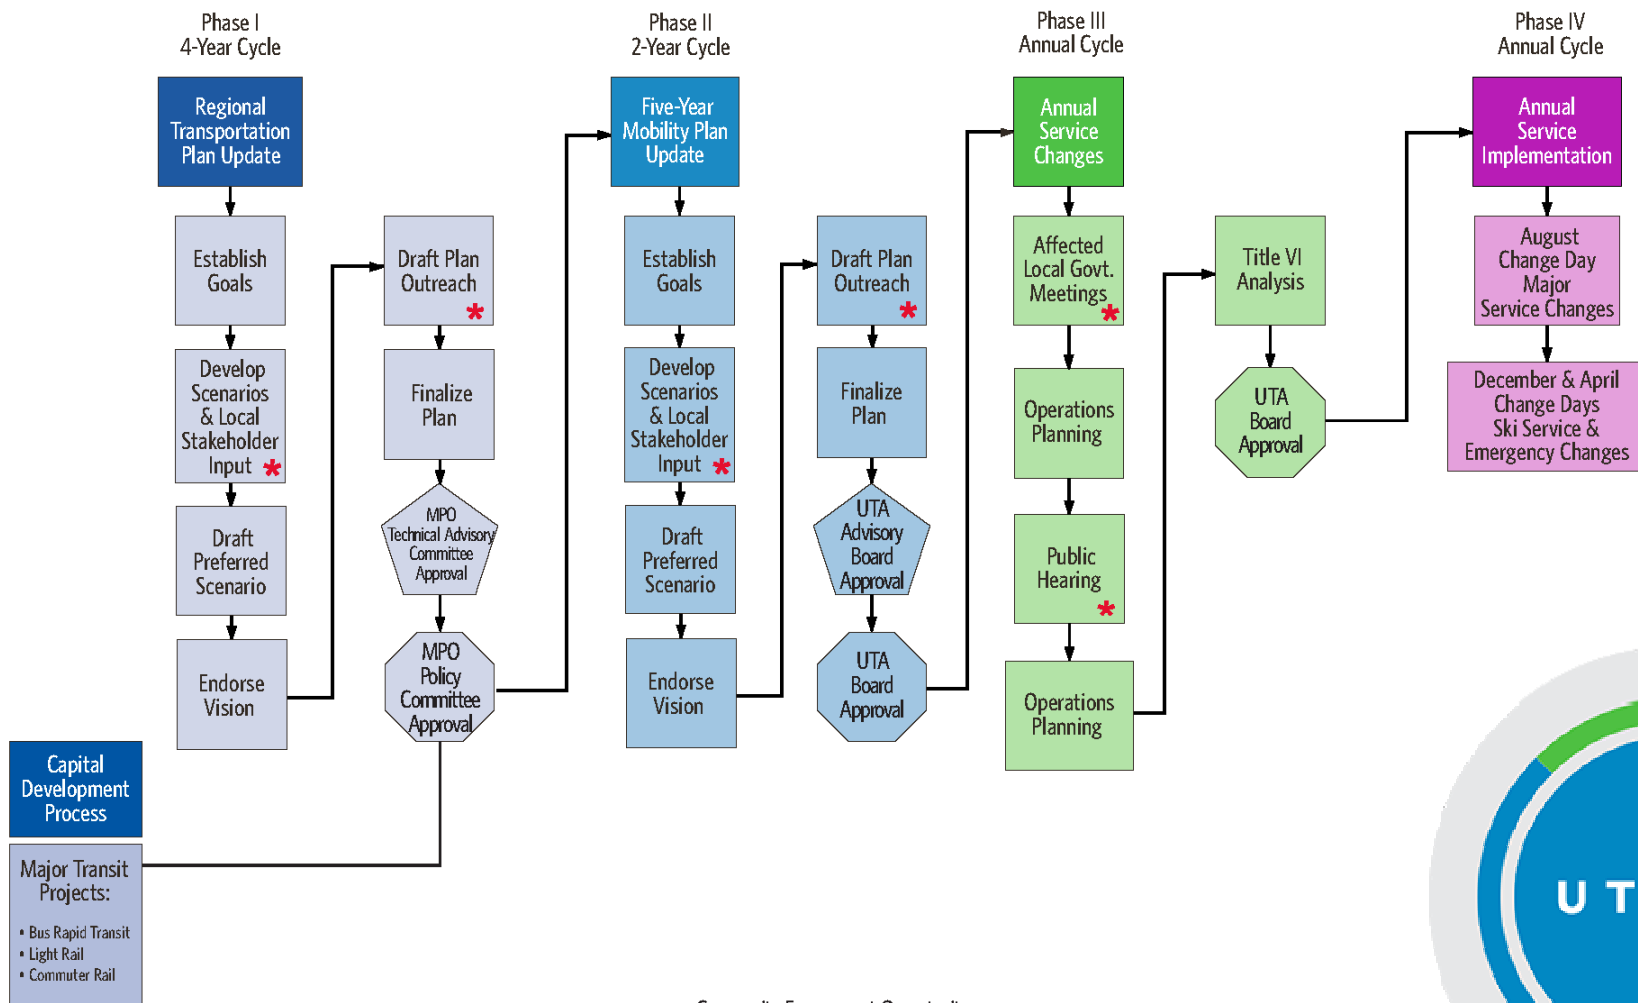 Phase I
4-Year Cycle
Regional
Transportation
Plan Update
Establish
Goals
Develop
Scenarios
& Local
Stakeholder
Input *
Draft
Preferred
Scenario
Endorse
Vision
Draft Plan
Outreach
*
Finalize
Plan
MPO
Technical Advisory
Committee
Approval
MPO
Policy
Committee
Approval
Capital
Development
Process
Major Transit
Projects:
• Bus Rapid Transit
• Light Rail
• Commuter Rail
Phase II
2-Year Cycle
Five-Year
Mobility Plan
Update
Establish
Goals
Develop
Scenarios
& Local
Stakeholder
Input *
Draft
Preferred
Scenario
Endorse
Vision
Draft Plan
Outreach
*
Finalize
Plan
UTA
Advisory
Board
Approval
UTA
Board
Approval
Phase III
Annual Cycle
Annual
Service
Changes
Affected
Local Govt.
Meetings
*
Operations
Planning
Public
Hearing
*
Operations
Planning
Title VI
Analysis
UTA
Board
Approval
Phase IV
Annual Cycle
Annual
Service
Implementation
August
Change Day
Major
Service Changes
December & April
Change Days
Ski Service &
Emergency Changes
U T